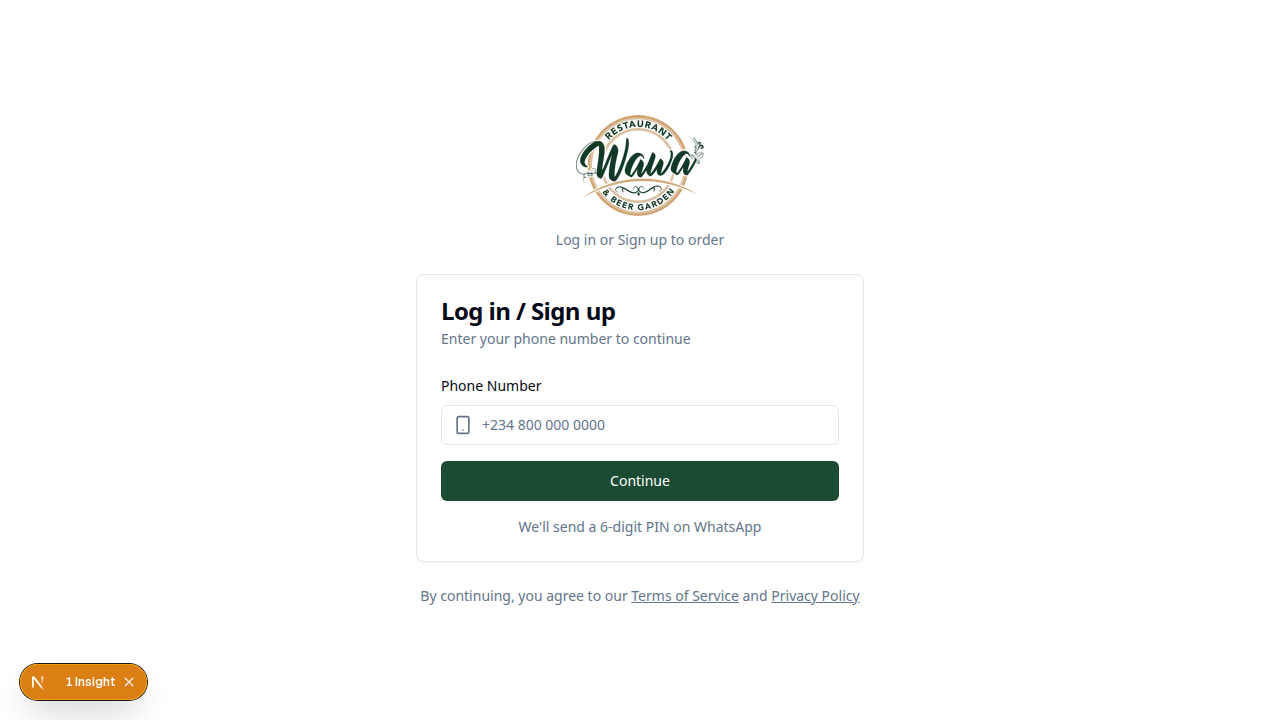 RESTAURANT
Wawa
& BEER GARDEN
Log in or Sign up to order
Log in / Sign up
Enter your phone number to continue
Phone Number
+234 800 000 0000
Continue
We'll send a 6-digit PIN on WhatsApp
By continuing, you agree to our Terms of Service and Privacy Policy
N 1 Insight